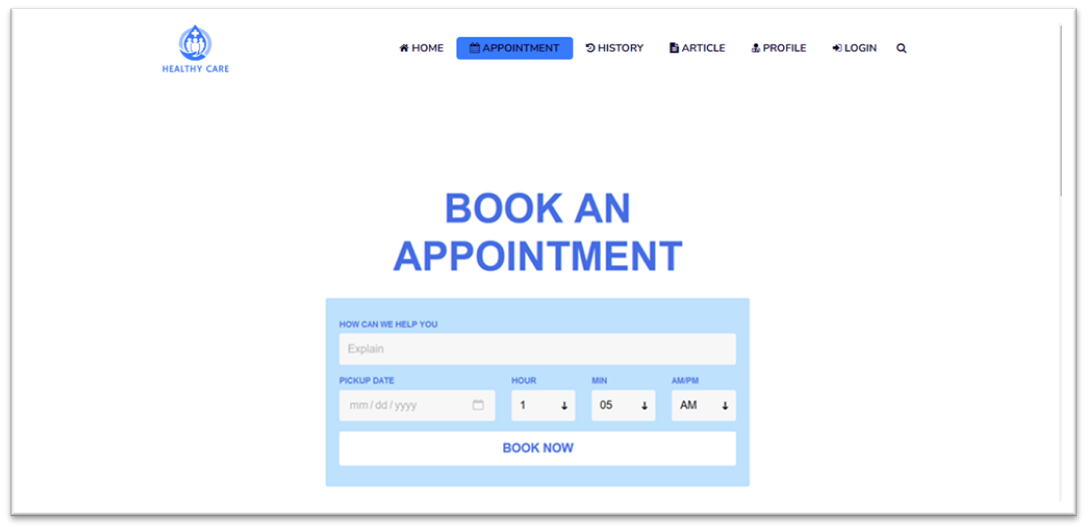 HEALTHY CARE
HOME APPOINTMENT HISTORY ARTICLE PROFILE LOGIN
BOOK AN
APPOINTMENT
HOW CAN WE HELP YOU
Explain
PICKUP DATE HOUR MIN AM/PM
mm/dd/yyyy 1 05 AM
BOOK NOW